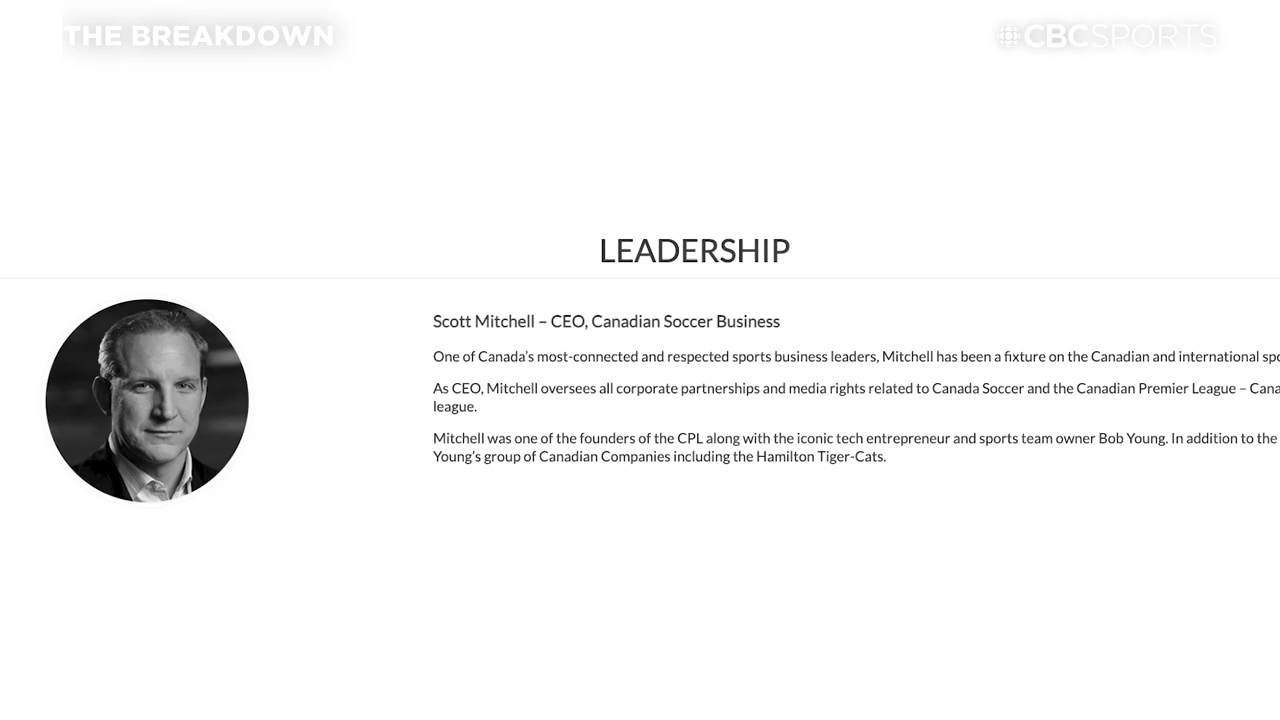 THE BREAKDOWN
CBCSPORTS
LEADERSHIP
Scott Mitchell – CEO, Canadian Soccer Business
One of Canada's most-connected and respected sports business leaders, Mitchell has been a fixture on the Canadian and international
As CEO, Mitchell oversees all corporate partnerships and media rights related to Canada Soccer and the Canadian Premier League –
league.
Mitchell was one of the founders of the CPL along with the iconic tech entrepreneur and sports team owner Bob Young. In addition to the
Young's group of Canadian Companies including the Hamilton Tiger-Cats.